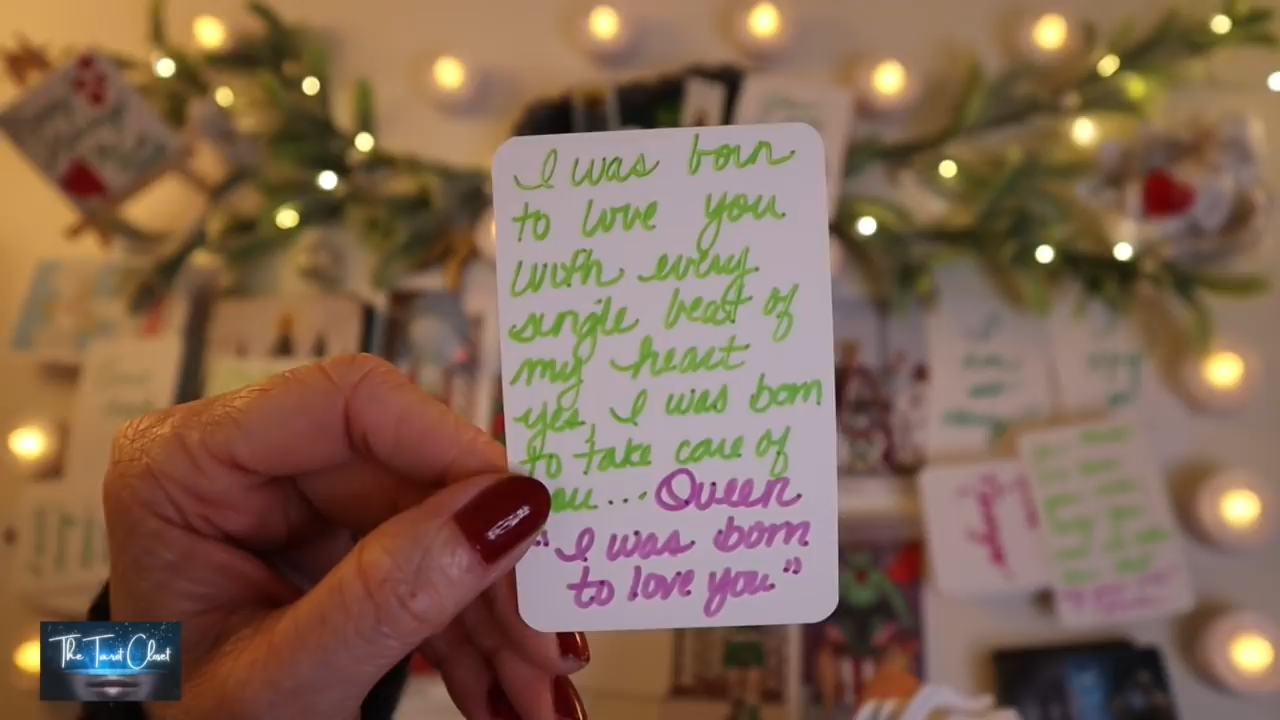 I was born
to love you
with every
single beat of
my heart
yes, I was born
to take care of
ou... Queen
"I was born
to love you"
The Tarot Closet